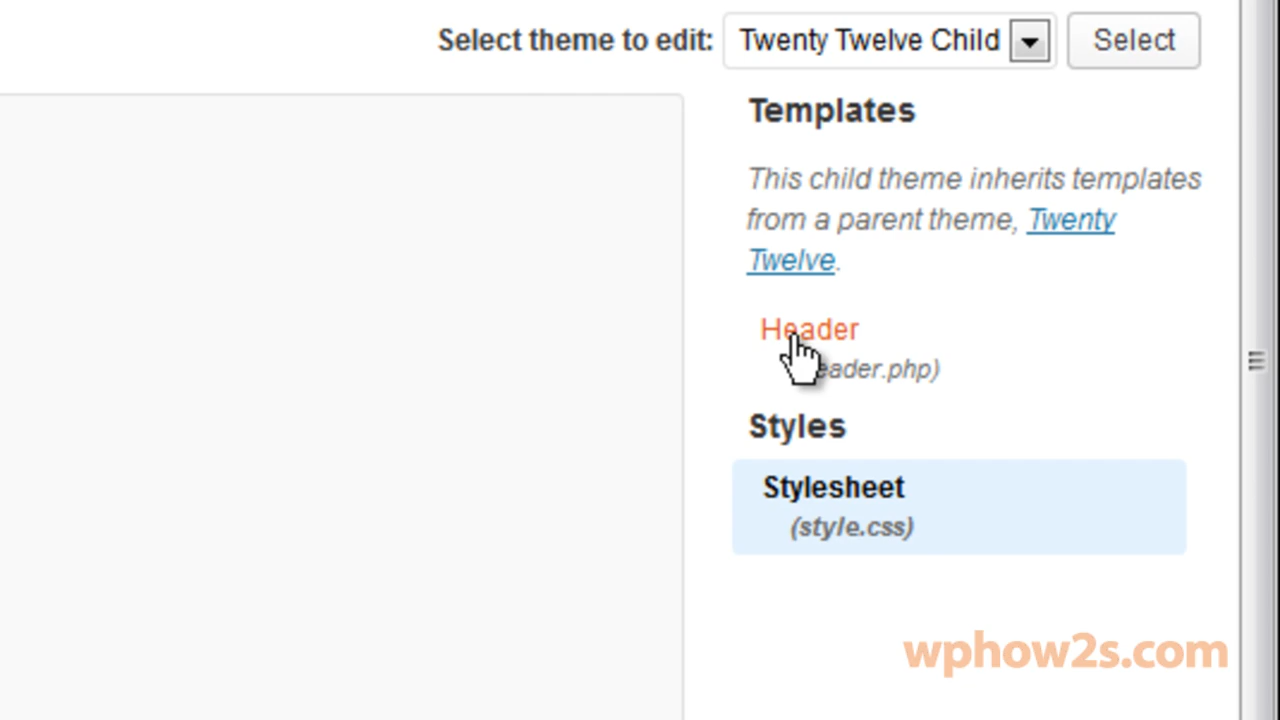 Select theme to edit: Twenty Twelve Child Select
Templates
This child theme inherits templates
from a parent theme, Twenty
Twelve.
Header
eader.php)
Styles
Stylesheet
(style.css)
wphow2s.com